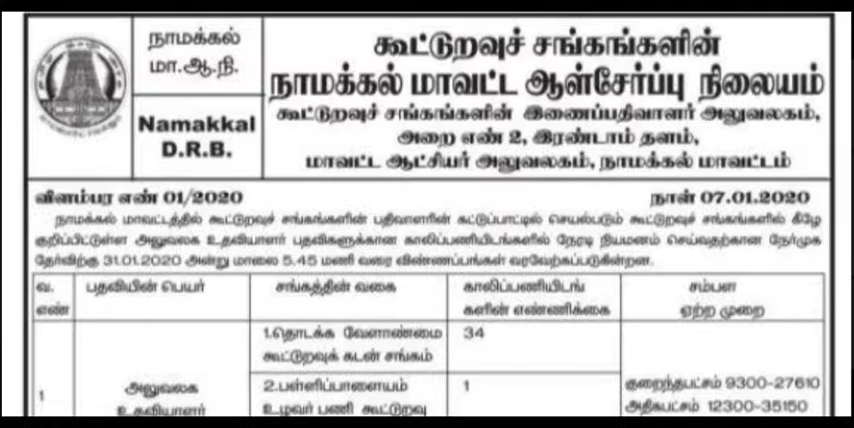 நாமக்கல்
மா.ஆ.நி.
Namakkal
D.R.B.
கூட்டுறவுச் சங்கங்களின்
நாமக்கல் மாவட்ட ஆள்சேர்ப்பு நிலையம்
கூட்டுறவுச் சங்கங்களின் இணைப்பதிவாளர் அலுவலகம்,
அறை எண் 2, இரண்டாம் தளம்,
மாவட்ட ஆட்சியர் அலுவலகம், நாமக்கல் மாவட்டம்
விளம்பர எண் 01/2020
நாள் 07.01.2020
நாமக்கல் மாவட்டத்தில் கூட்டுறவுச் சங்கங்களின் பதிவாளரின் கட்டுப்பாட்டில் செயல்படும் கூட்டுறவுச் சங்கங்களில் கீழே
குறிப்பிட்டுள்ள அலுவலக உதவியாளர் பதவிகளுக்கான காலிப்பணியிடங்களில் நேரடி நியமனம் செய்வதற்கான நேர்முக
தேர்விற்கு 31.01.2020 அன்று மாலை 5.45 மணி வரை விண்ணப்பங்கள் வரவேற்கப்படுகின்றன.
வ.
எண்
பதவியின் பெயர்
சங்கத்தின் வகை
காலிப்பணியிடங்
களின் எண்ணிக்கை
சம்பள
ஏற்ற முறை
1
அலுவலக
உதவியாளர்
1.தொடக்க வேளாண்மை
கூட்டுறவுக் கடன் சங்கம்
34
2.பள்ளிப்பாளையம்
உழவர் பணி கூட்டுறவு
1
குறைந்தபட்சம் 9300-27610
அதிகபட்சம் 12300-35150